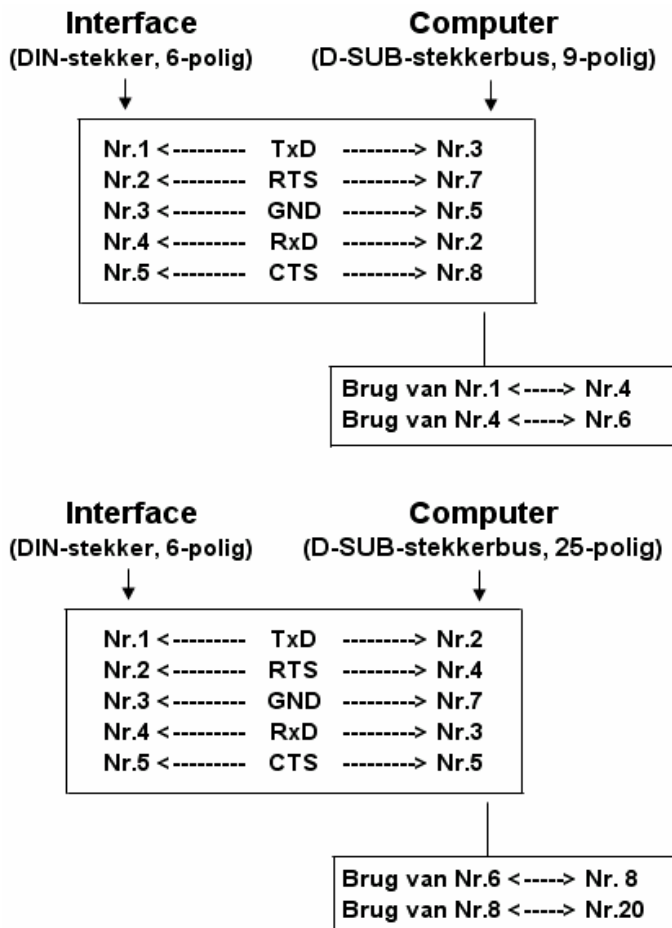 Interface Computer
(DIN-stekker, 6-polig) (D-SUB-stekkerbus, 9-polig)
Nr.1 <--------- TxD ---------> Nr.3
Nr.2 <--------- RTS ---------> Nr.7
Nr.3 <--------- GND ---------> Nr.5
Nr.4 <--------- RxD ---------> Nr.2
Nr.5 <--------- CTS ---------> Nr.8
Brug van Nr.1 <-----> Nr.4
Brug van Nr.4 <-----> Nr.6
Interface Computer
(DIN-stekker, 6-polig) (D-SUB-stekkerbus, 25-polig)
Nr.1 <--------- TxD ---------> Nr.2
Nr.2 <--------- RTS ---------> Nr.4
Nr.3 <--------- GND ---------> Nr.7
Nr.4 <--------- RxD ---------> Nr.3
Nr.5 <--------- CTS ---------> Nr.5
Brug van Nr.6 <-----> Nr. 8
Brug van Nr.8 <-----> Nr.20